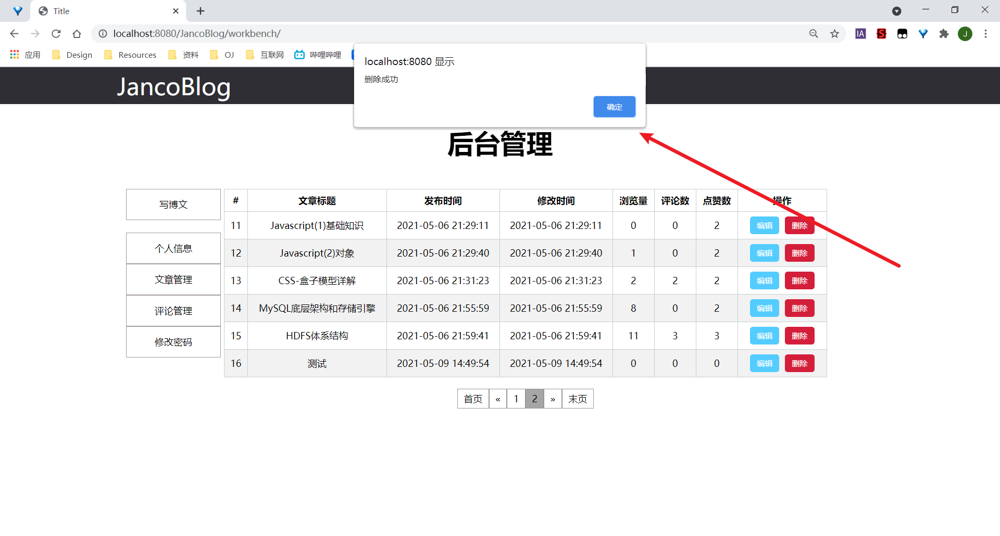 Title
localhost:8080/JancoBlog/workbench/
IA S J
应用 Design Resources 资料 OJ 互联网 哔哩哔哩
localhost:8080 显示
删除成功
确定
JancoBlog
后台管理
写博文
个人信息
文章管理
评论管理
修改密码
# 文章标题 发布时间 修改时间 浏览量 评论数 点赞数 操作
11 Javascript(1)基础知识 2021-05-06 21:29:11 2021-05-06 21:29:11 0 0 2 编辑 删除
12 Javascript(2)对象 2021-05-06 21:29:40 2021-05-06 21:29:40 1 0 2 编辑 删除
13 CSS-盒子模型详解 2021-05-06 21:31:23 2021-05-06 21:31:23 2 2 2 编辑 删除
14 MySQL底层架构和存储引擎 2021-05-06 21:55:59 2021-05-06 21:55:59 8 0 2 编辑 删除
15 HDFS体系结构 2021-05-06 21:59:41 2021-05-06 21:59:41 11 3 3 编辑 删除
16 测试 2021-05-09 14:49:54 2021-05-09 14:49:54 0 0 0 编辑 删除
首页 « 1 2 » 末页